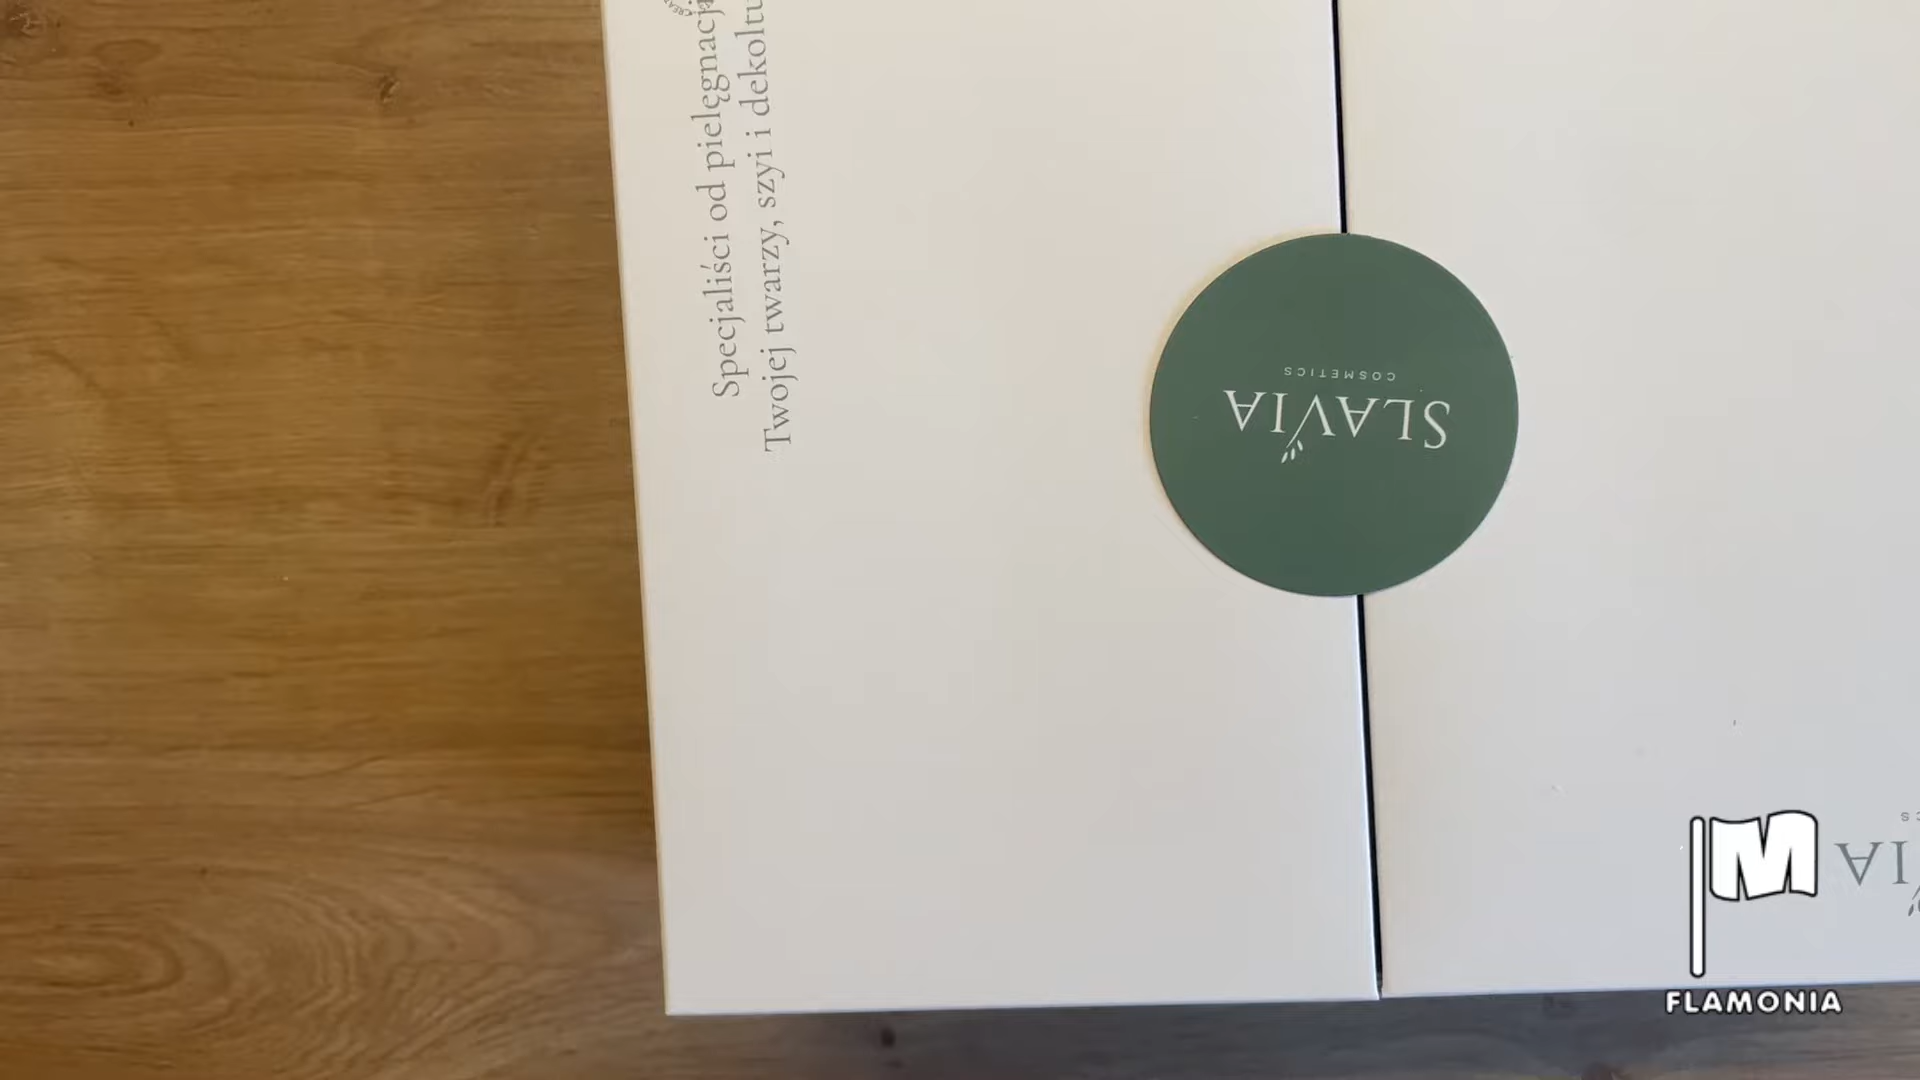 Specjaliści od pielęgnacji
Twojej twarzy, szyi i dekoltu
SLAVIA
COSMETICS
FLAMONIA